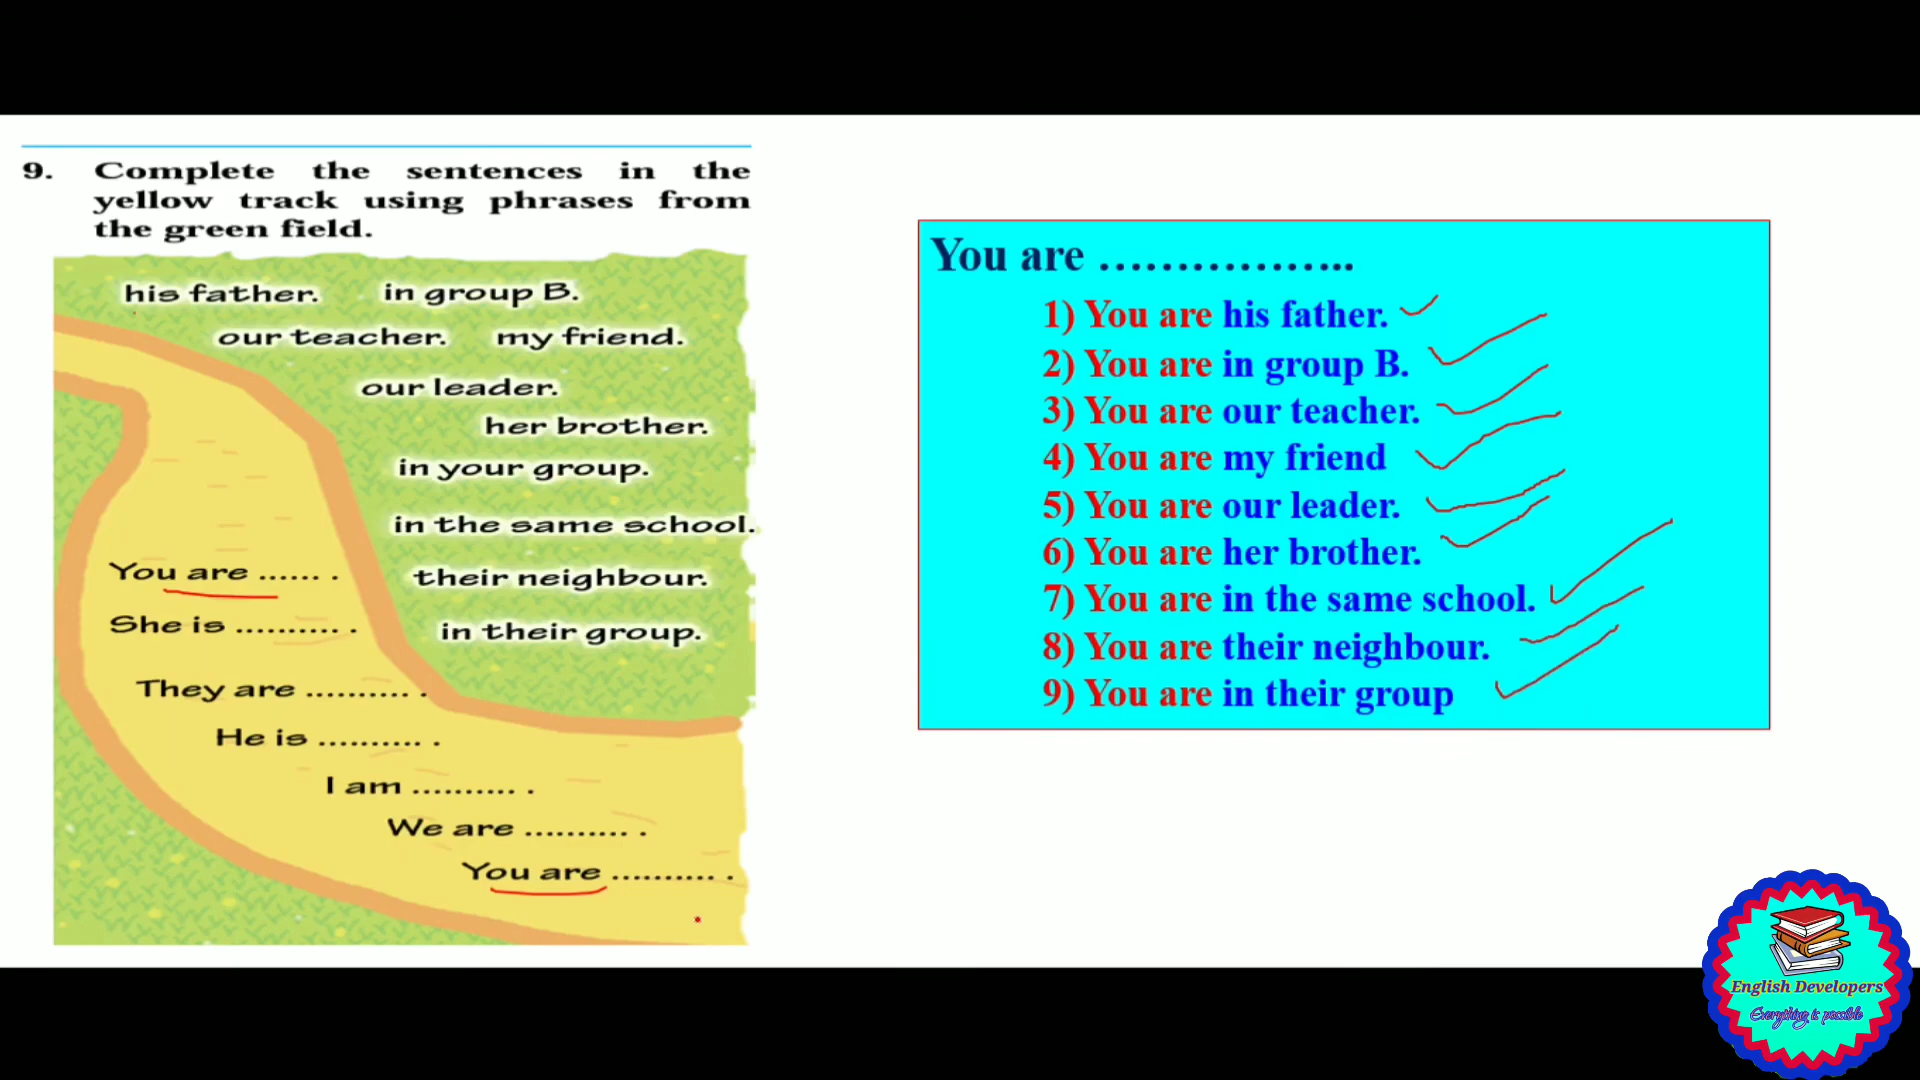 9. Complete the sentences in the
yellow track using phrases from
the green field.
his father. in group B.
our teacher. my friend.
our leader.
her brother.
in your group.
in the same school.
their neighbour.
in their group.
You are ...... .
She is .......... .
They are .......... .
He is .......... .
I am .......... .
We are .......... .
You are .......... .
You are ……………..
1) You are his father.
2) You are in group B.
3) You are our teacher.
4) You are my friend
5) You are our leader.
6) You are her brother.
7) You are in the same school.
8) You are their neighbour.
9) You are in their group
English Developers
Everything is possible